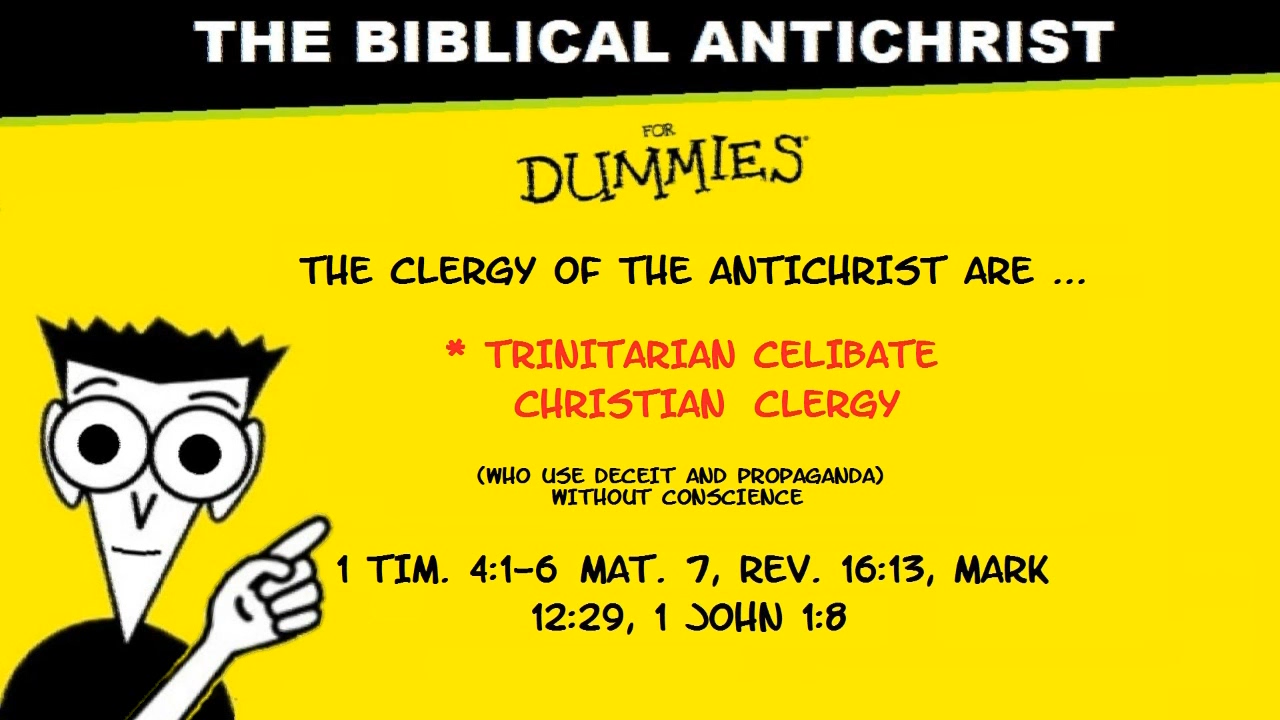 THE BIBLICAL ANTICHRIST
FOR
DUMMIES
THE CLERGY OF THE ANTICHRIST ARE ...
* TRINITARIAN CELIBATE
CHRISTIAN CLERGY
(WHO USE DECEIT AND PROPAGANDA)
WITHOUT CONSCIENCE
1 TIM. 4:1-6 MAT. 7, REV. 16:13, MARK
12:29, 1 JOHN 1:8